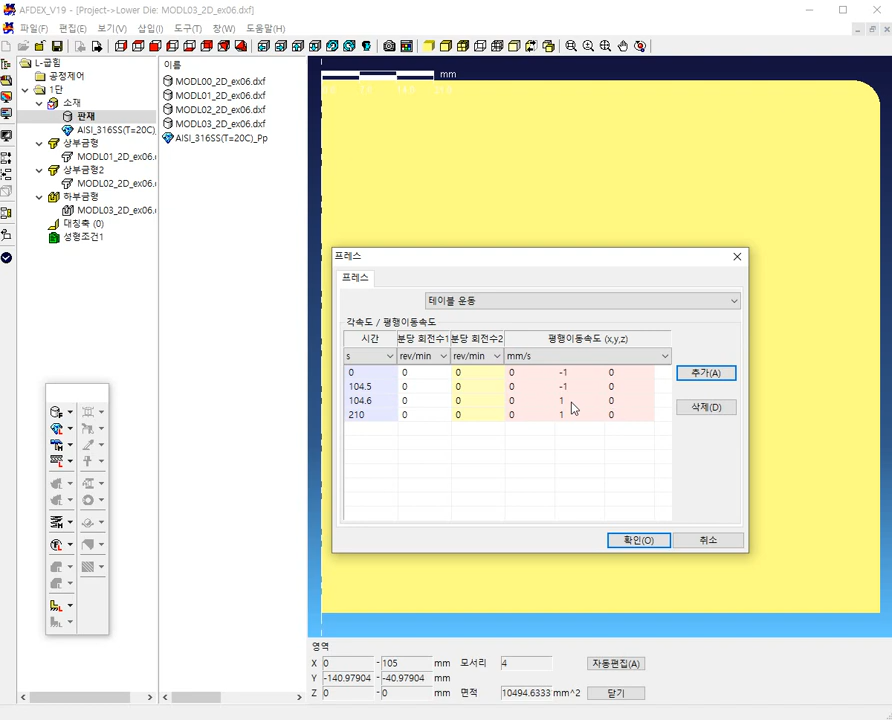 AFDEX_V19 - [Project->Lower Die: MODL03_2D_ex06.dxf]
파일(F) 편집(E) 보기(V) 삽입(I) 도구(T) 창(W) 도움말(H)
L-굽힘
공정제어
1단
소재
판재
AISI_316SS(T=20C)_
상부금형
MODL01_2D_ex06.
상부금형2
MODL02_2D_ex06.
하부금형
MODL03_2D_ex06.
대칭축 (0)
성형조건1
이름
MODL00_2D_ex06.dxf
MODL01_2D_ex06.dxf
MODL02_2D_ex06.dxf
MODL03_2D_ex06.dxf
AISI_316SS(T=20C)_Pp
mm
프레스
프레스
테이블 운동
각속도 / 평행이동속도
시간 분당 회전수1 분당 회전수2 평행이동속도 (x,y,z)
s rev/min rev/min mm/s
0 0 0 0 -1 0
104.5 0 0 0 -1 0
104.6 0 0 0 1 0
210 0 0 0 1 0
추가(A)
삭제(D)
확인(O) 취소
영역
X 0 - 105 mm 모서리 4 자동편집(A)
Y -140.97904 - -40.97904 mm
Z 0 - 0 mm 면적 10494.6333 mm^2 닫기